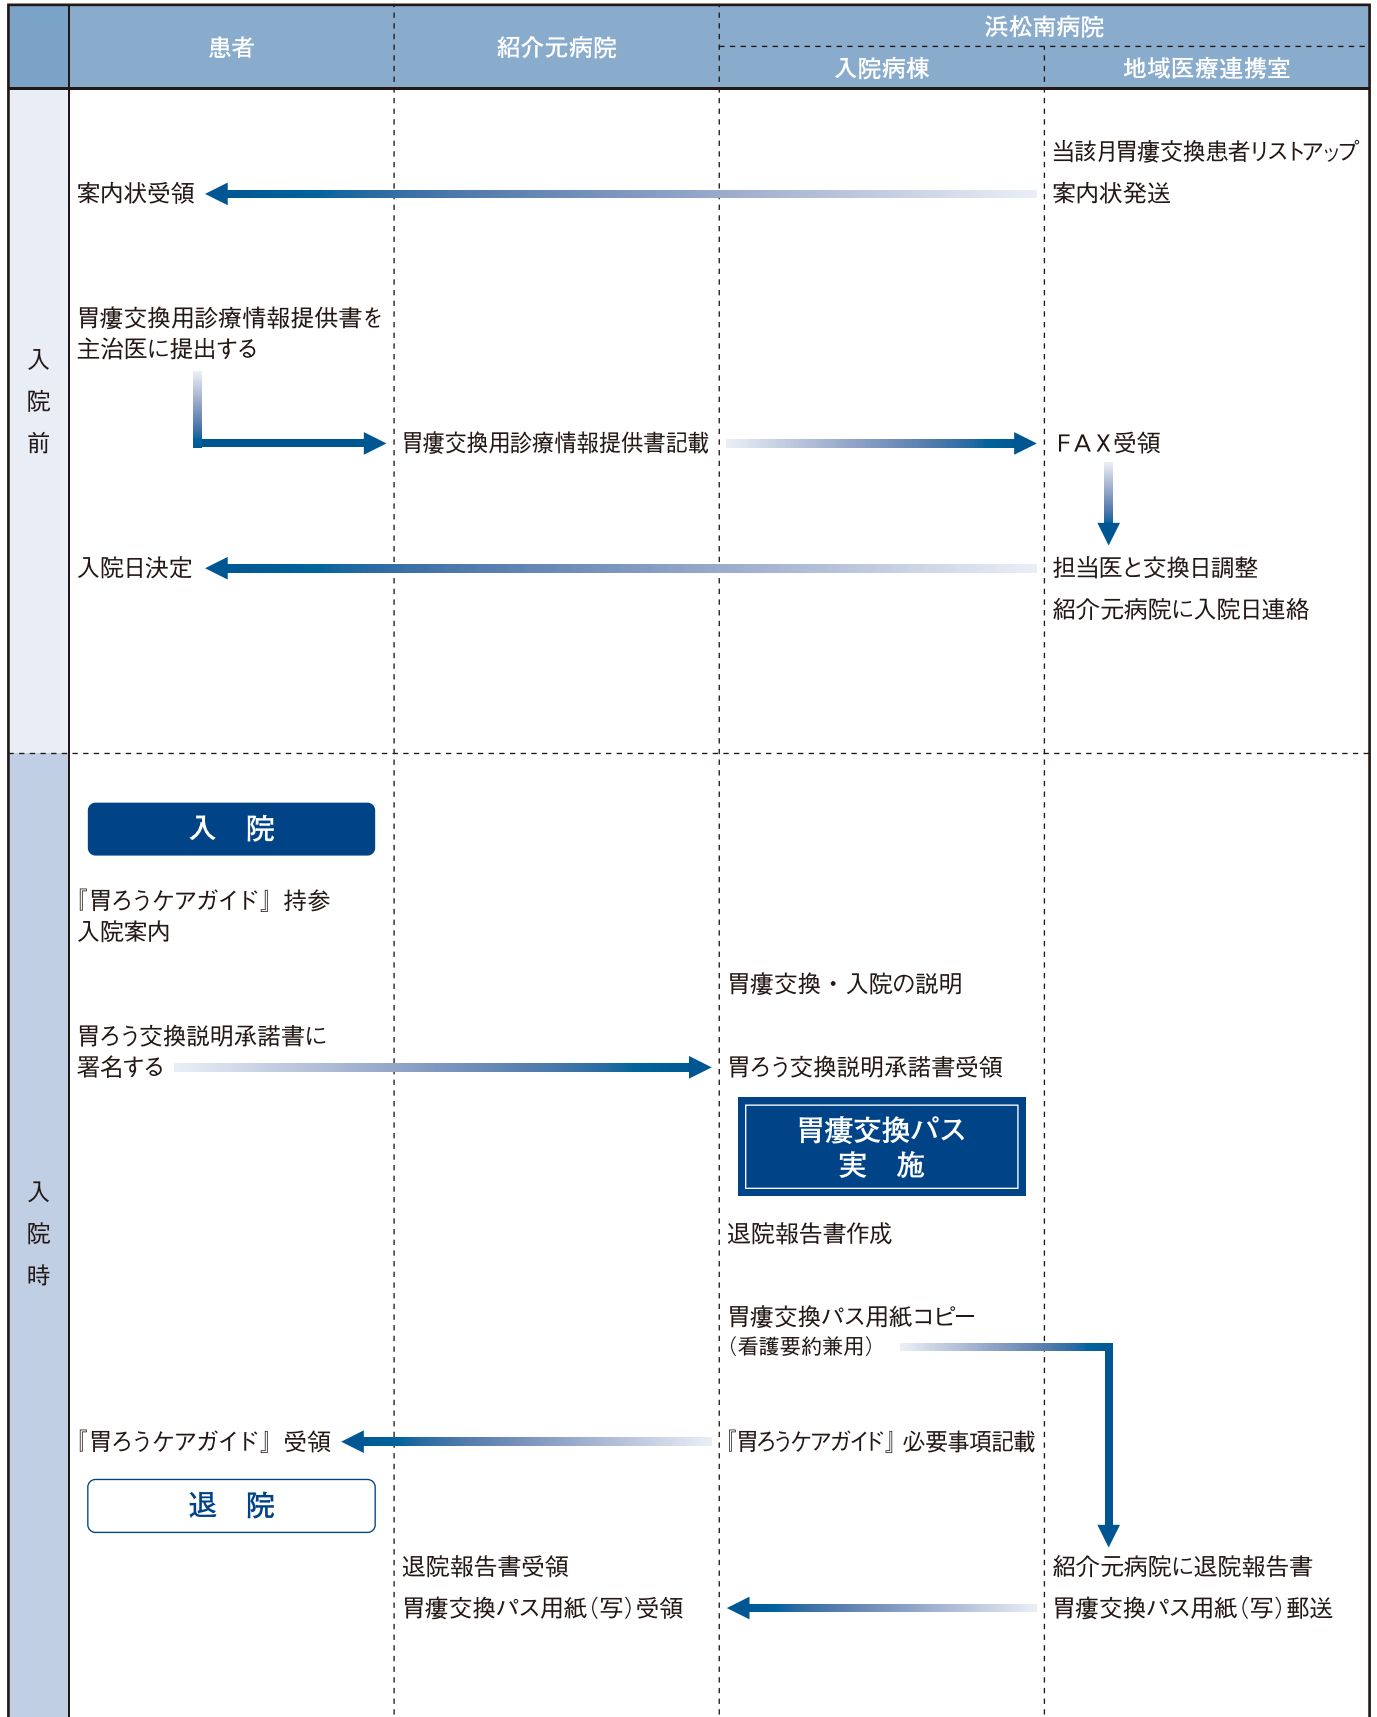 患者
紹介元病院
浜松南病院
入院病棟
地域医療連携室
入院前
当該月胃瘻交換患者リストアップ
案内状受領
案内状発送
胃瘻交換用診療情報提供書を
主治医に提出する
胃瘻交換用診療情報提供書記載
FAX受領
入院日決定
担当医と交換日調整
紹介元病院に入院日連絡
入院時
入 院
『胃ろうケアガイド』持参
入院案内
胃瘻交換・入院の説明
胃ろう交換説明承諾書に
署名する
胃ろう交換説明承諾書受領
胃瘻交換パス
実 施
退院報告書作成
胃瘻交換パス用紙コピー
（看護要約兼用）
『胃ろうケアガイド』受領
『胃ろうケアガイド』必要事項記載
退 院
退院報告書受領
紹介元病院に退院報告書
胃瘻交換パス用紙（写）受領
胃瘻交換パス用紙（写）郵送